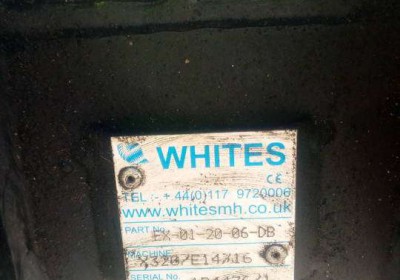 WHITES
CE
TEL : + 44(0)117 9720006
www.whitesmh.co.uk
PART No.
EX-01-20-06-DB
MACHINE
SERIAL No